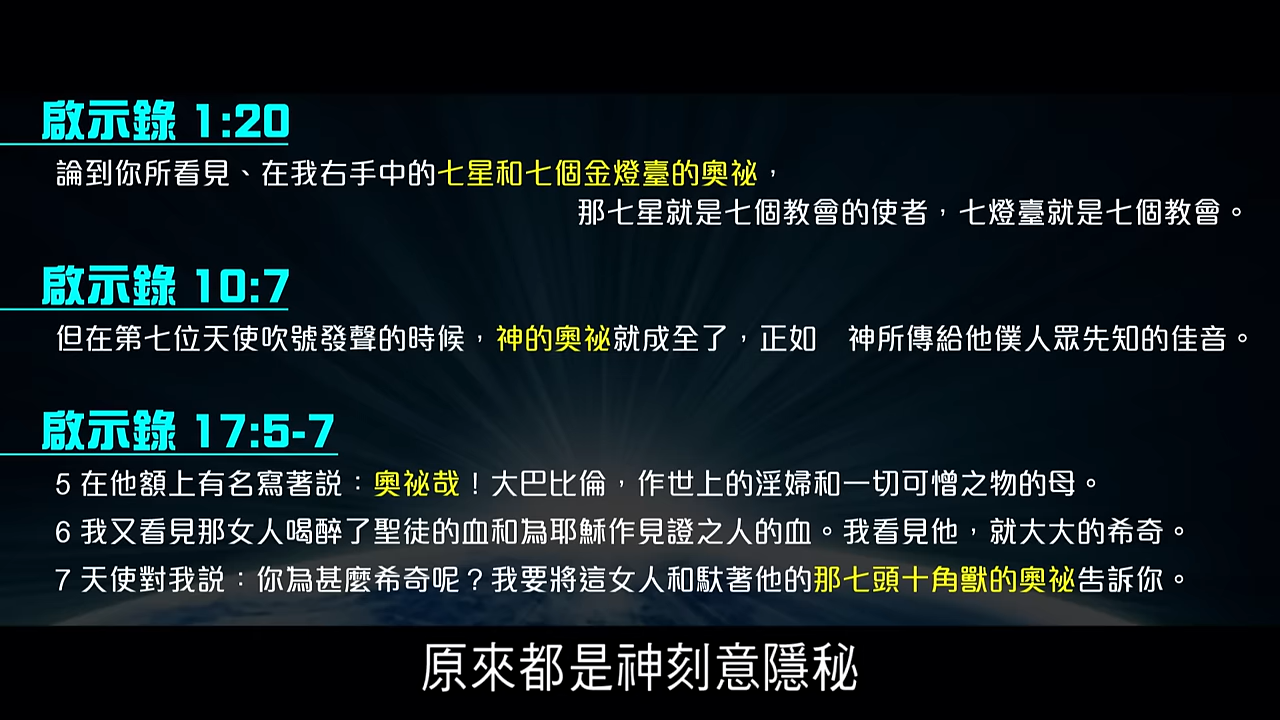 啟示錄 1:20
論到你所看見、在我右手中的七星和七個金燈臺的奧祕，
那七星就是七個教會的使者，七燈臺就是七個教會。
啟示錄 10:7
但在第七位天使吹號發聲的時候，神的奧祕就成全了，正如　神所傳給他僕人眾先知的佳音。
啟示錄 17:5-7
5 在他額上有名寫著說：奧祕哉！大巴比倫，作世上的淫婦和一切可憎之物的母。
6 我又看見那女人喝醉了聖徒的血和為耶穌作見證之人的血。我看見他，就大大的希奇。
7 天使對我說：你為甚麼希奇呢？我要將這女人和馱著他的那七頭十角獸的奧祕告訴你。
原來都是神刻意隱秘